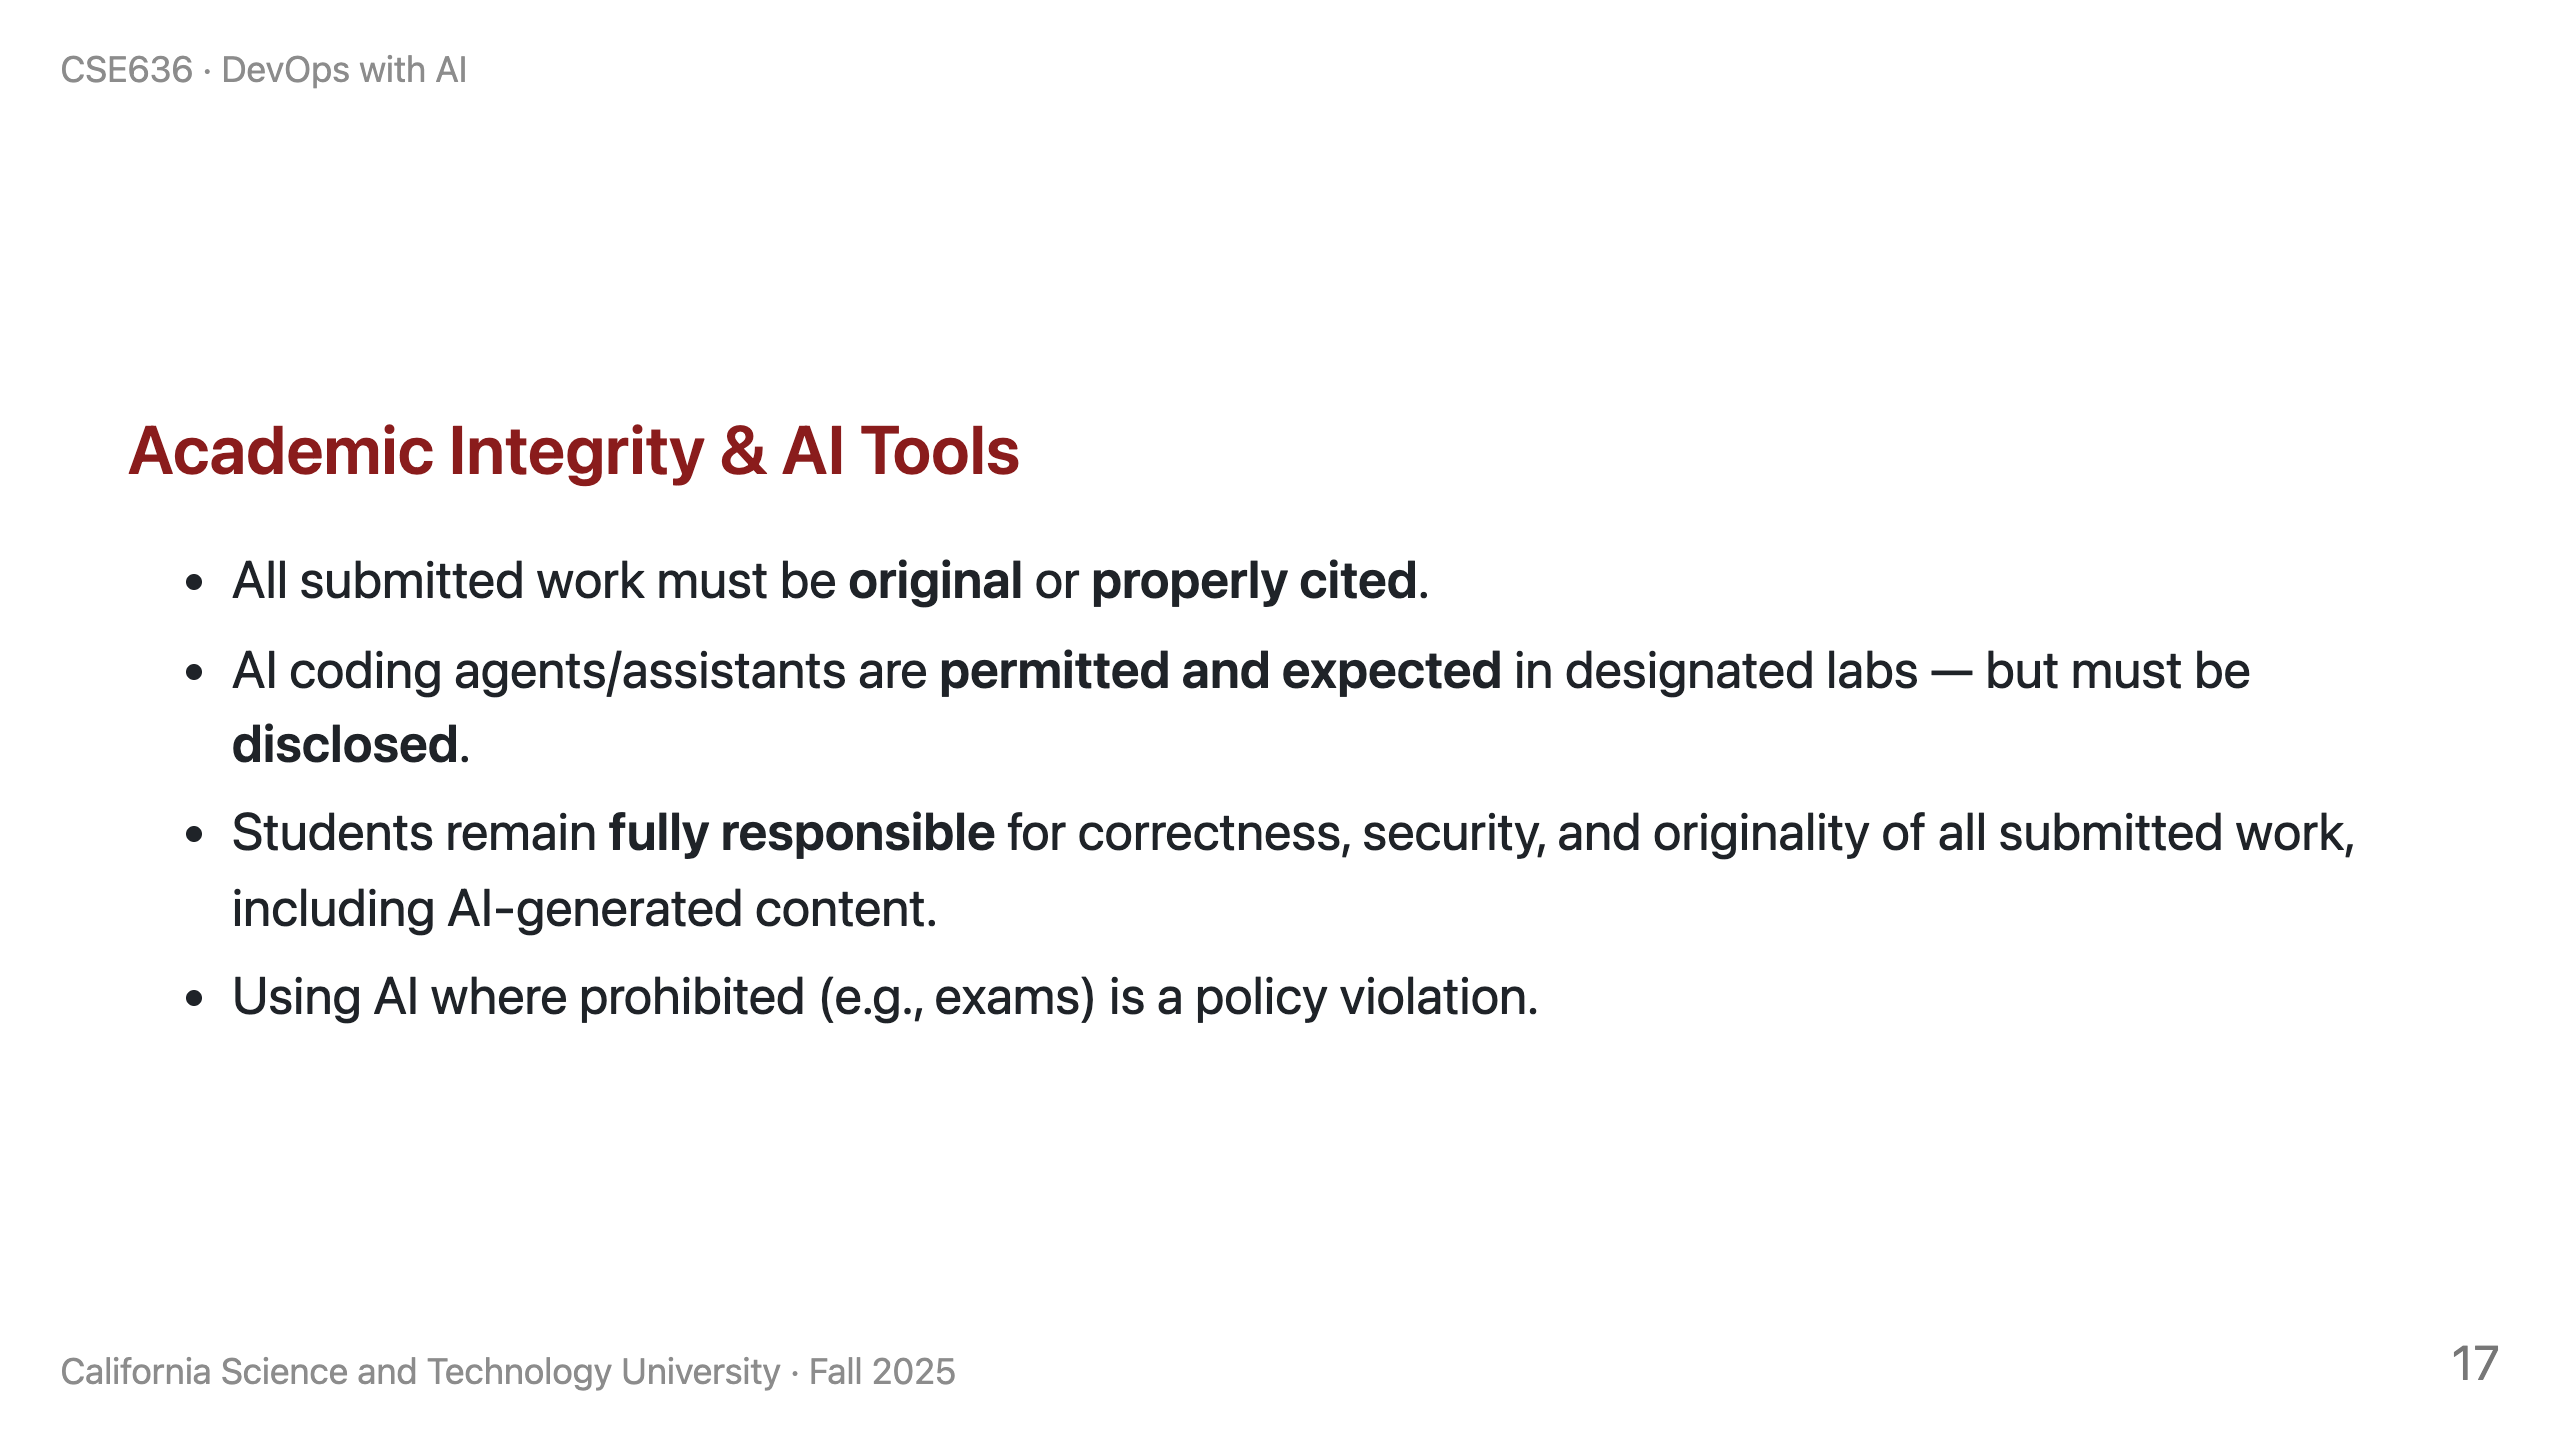 CSE636 · DevOps with AI
Academic Integrity & AI Tools
• All submitted work must be original or properly cited.
• AI coding agents/assistants are permitted and expected in designated labs — but must be
disclosed.
• Students remain fully responsible for correctness, security, and originality of all submitted work,
including AI-generated content.
• Using AI where prohibited (e.g., exams) is a policy violation.
California Science and Technology University · Fall 2025
17